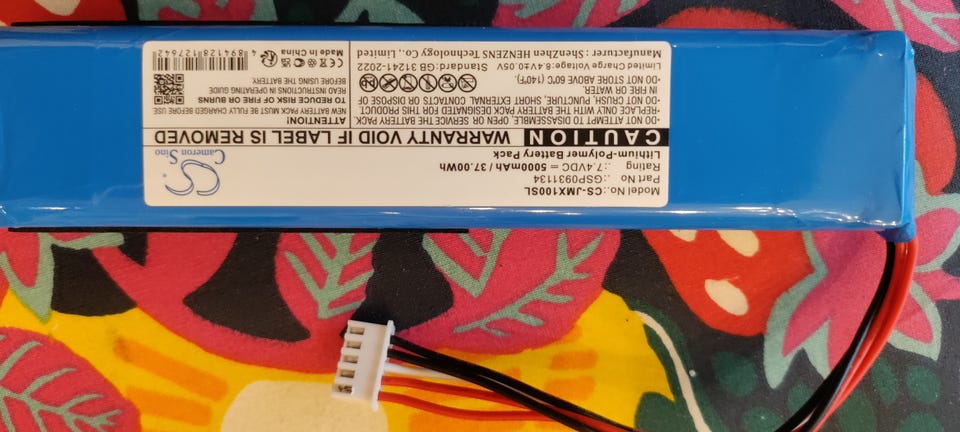 CS
Cameron Sino
Model No.: CS-JMX100SL
Part No ::GSP0931134
Rating ::7.4VDC ⎓ 5000mAh / 37.00Wh
Lithium-Polymer Battery Pack
CAUTION WARRANTY VOID IF LABEL IS REMOVED
•DO NOT ATTEMPT TO DISASSEMBLE OR SERVICE THE BATTERY PACK.
REPLACE ONLY WITH THE BATTERY PACK DESIGNATED FOR THIS PRODUCT.
•DO NOT CRUSH, PUNCTURE, SHORT EXTERNAL CONTACTS OR DISPOSE OF
IN FIRE OR WATER.
•DO NOT STORE ABOVE 60℃ (140℉).
Limited Charge Voltage:8.4V±0.05V Standard:GB 31241-2022
Manufacturer : ShenZhen HENZENS Technology Co., Limited
ATTENTION!
NEW BATTERY PACK MUST BE FULLY CHARGED BEFORE USE
TO REDUCE RISK OF FIRE OR BURNS
READ INSTRUCTIONS IN OPERATING GUIDE
BEFORE USING THE BATTERY.
4 894128 127642
CE
Made in China